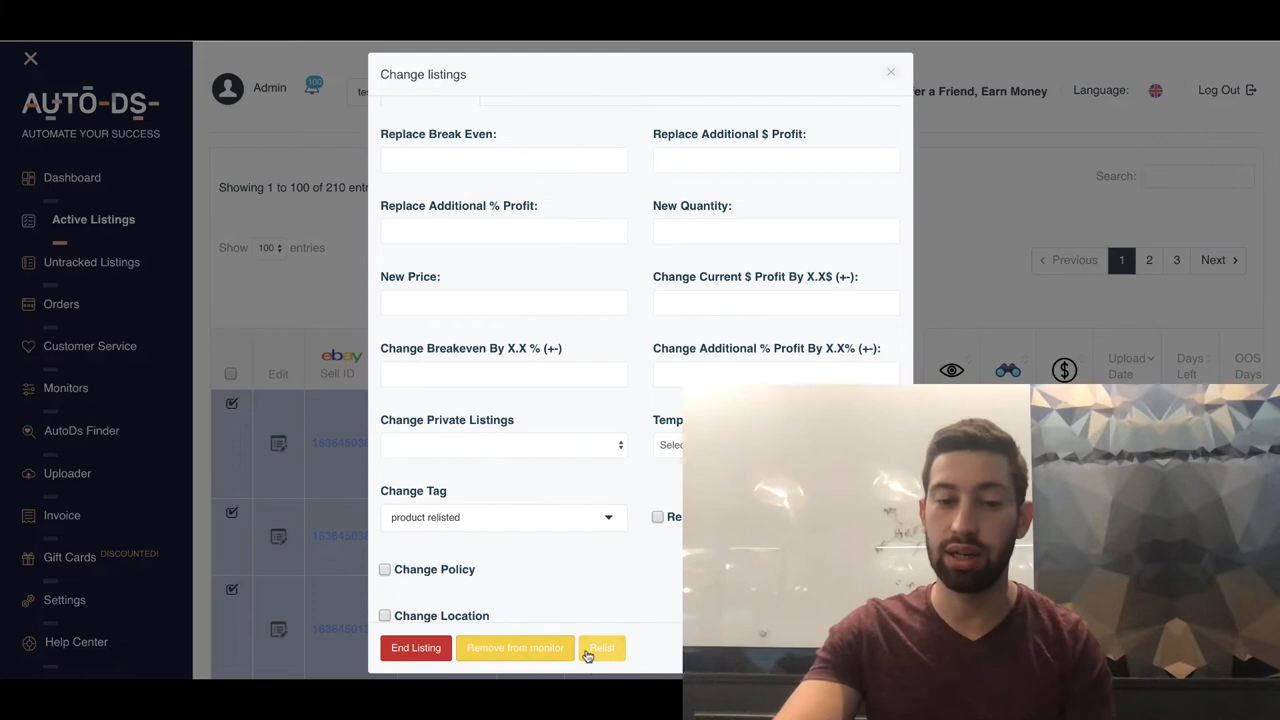 Change listings
×
AUTO-DS-
AUTOMATE YOUR SUCCESS
Admin
100
er a Friend, Earn Money
Language:
Log Out
Dashboard
Active Listings
Untracked Listings
Orders
Customer Service
Monitors
AutoDs Finder
Uploader
Invoice
Gift Cards DISCOUNTED!
Settings
Help Center
Showing 1 to 100 of 210 entr
Search:
Show 100 entries
Previous 1 2 3 Next
Edit
ebay
Sell ID
Upload Date
Days Left
OOS Days
Replace Break Even:
Replace Additional $ Profit:
Replace Additional % Profit:
New Quantity:
New Price:
Change Current $ Profit By X.X$ (+-):
Change Breakeven By X.X % (+-)
Change Additional % Profit By X.X% (+-):
Change Private Listings
Temp
Selec
Change Tag
product relisted
Re
Change Policy
Change Location
End Listing
Remove from monitor
Relist